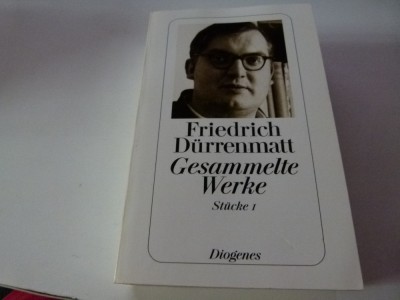 Friedrich
Dürrenmatt
Gesammelte
Werke
Stücke 1
Diogenes